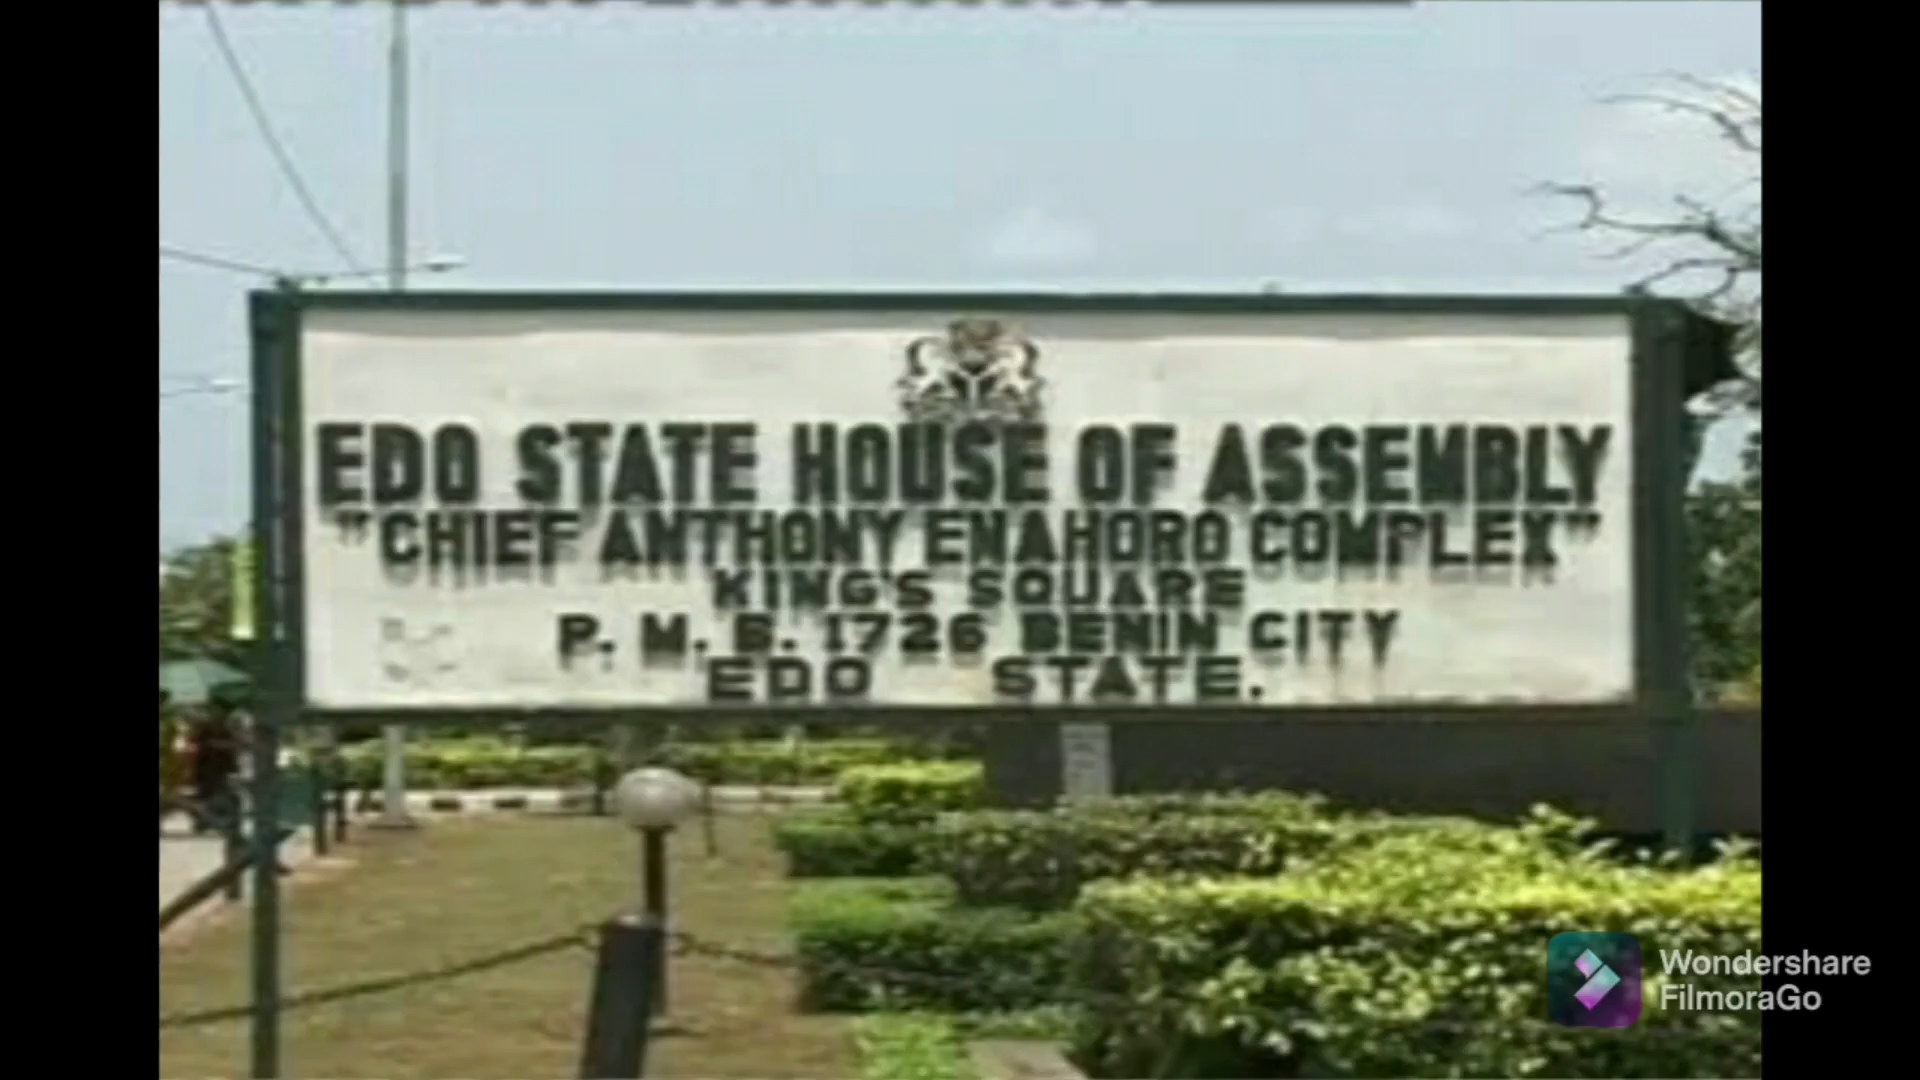 EDO STATE HOUSE OF ASSEMBLY
"CHIEF ANTHONY ENAHORO COMPLEX"
KING'S SQUARE
P. M. B. 1726 BENIN CITY
EDO STATE.
Wondershare
FilmoraGo